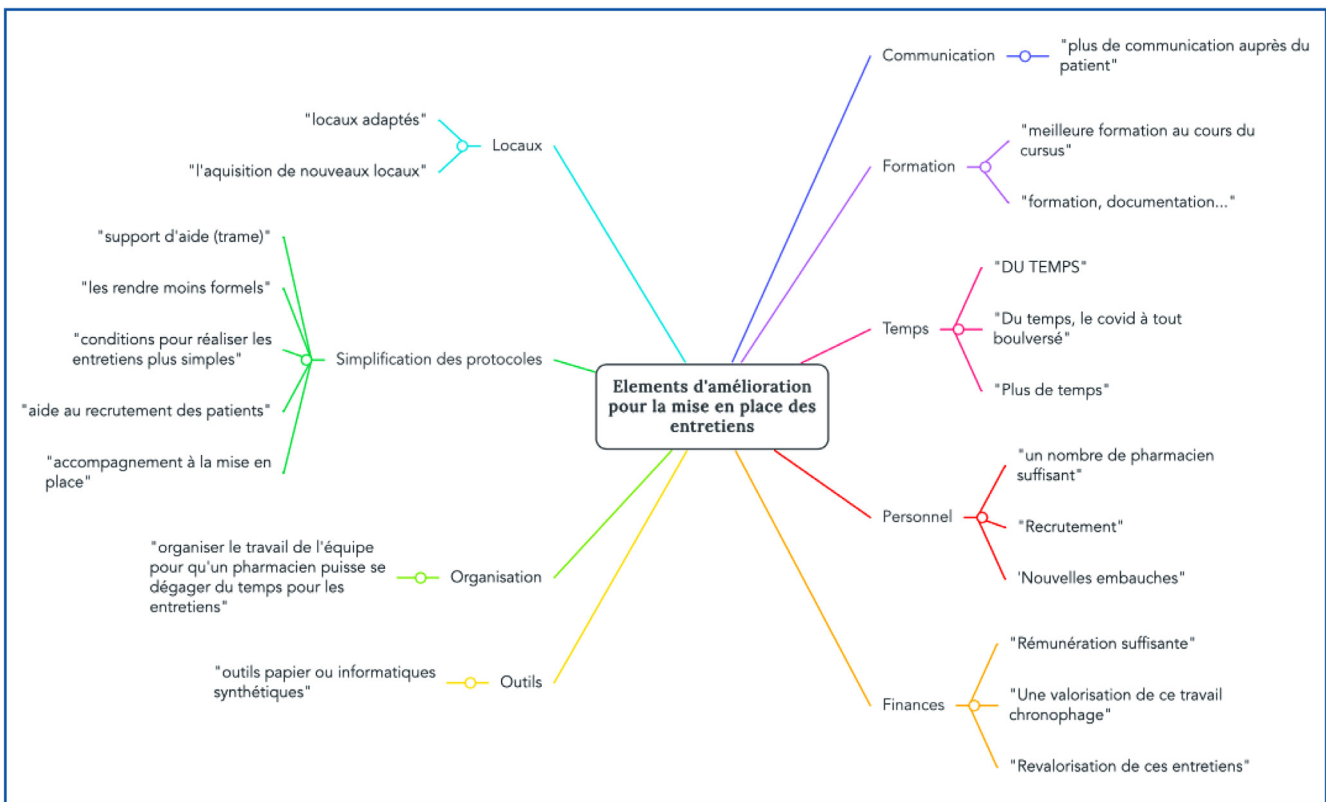 Elements d'amélioration
pour la mise en place des
entretiens
Communication
"plus de communication auprès du
patient"
Formation
"meilleure formation au cours du
cursus"
"formation, documentation..."
Temps
"DU TEMPS"
"Du temps, le covid à tout
boulversé"
"Plus de temps"
Personnel
"un nombre de pharmacien
suffisant"
"Recrutement"
'Nouvelles embauches"
Finances
"Rémunération suffisante"
"Une valorisation de ce travail
chronophage"
"Revalorisation de ces entretiens"
Locaux
"locaux adaptés"
"l'aquisition de nouveaux locaux"
Simplification des protocoles
"support d'aide (trame)"
"les rendre moins formels"
"conditions pour réaliser les
entretiens plus simples"
"aide au recrutement des patients"
"accompagnement à la mise en
place"
Organisation
"organiser le travail de l'équipe
pour qu'un pharmacien puisse se
dégager du temps pour les
entretiens"
Outils
"outils papier ou informatiques
synthétiques"